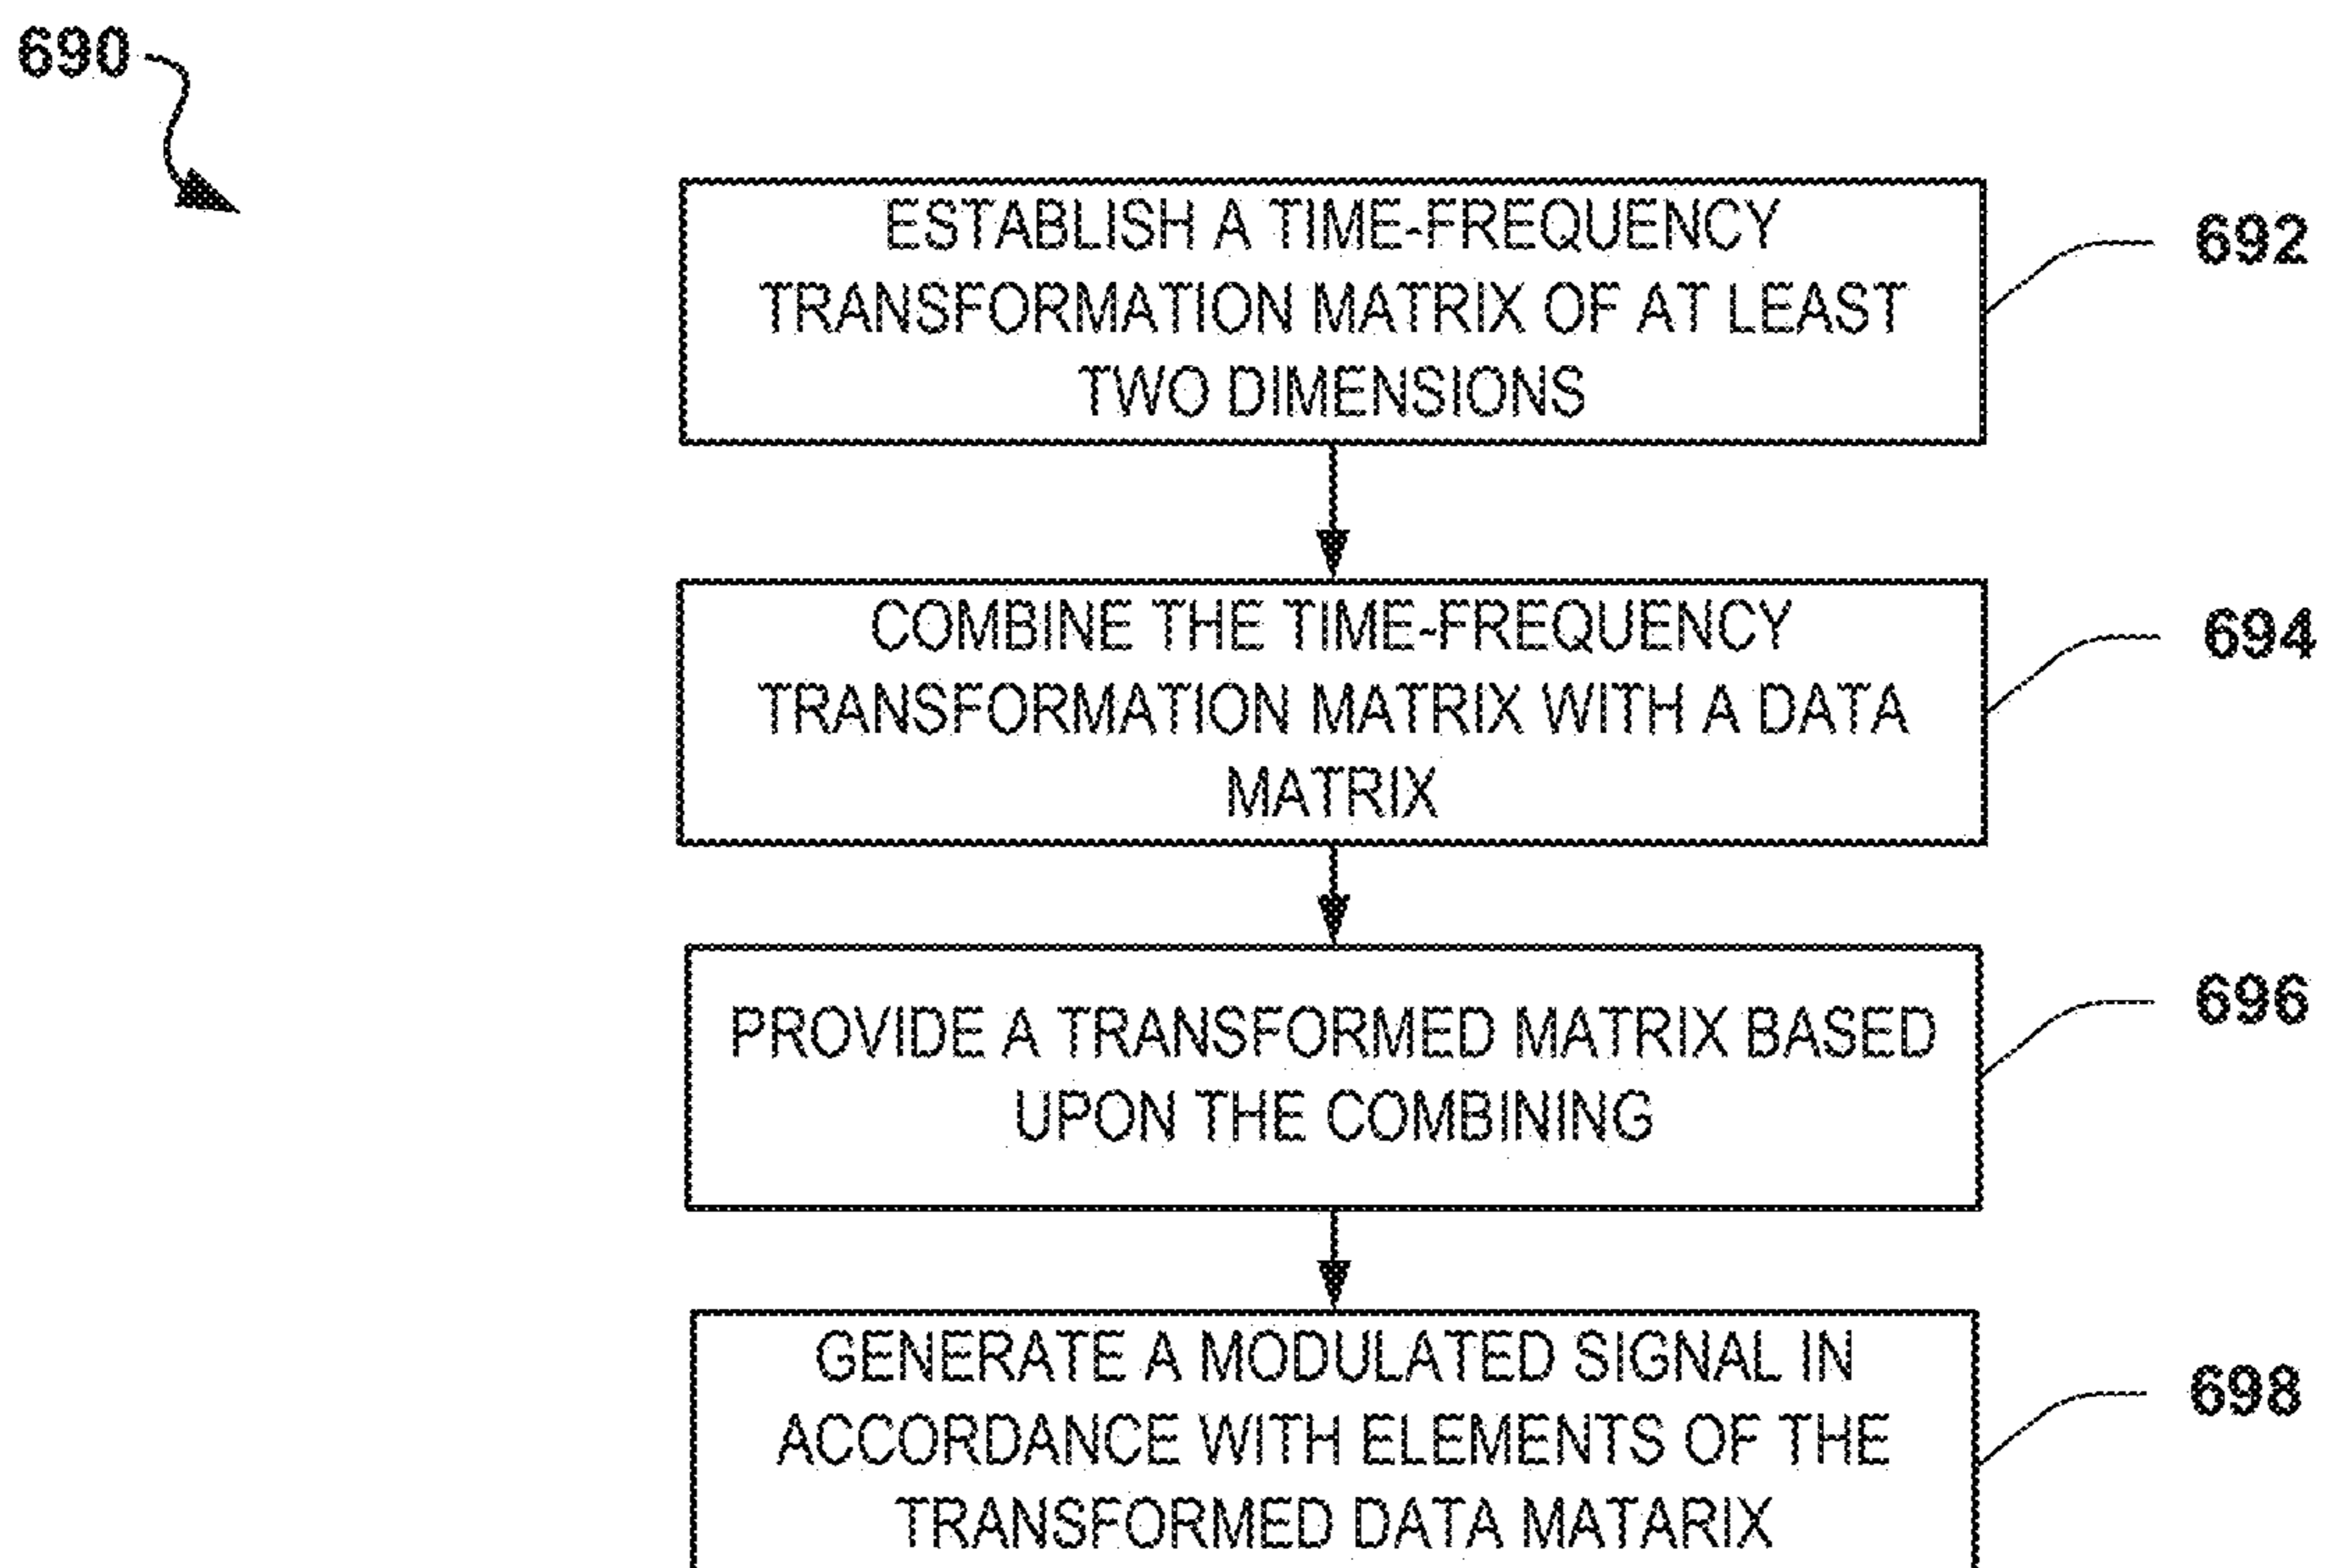 690
ESTABLISH A TIME-FREQUENCY
TRANSFORMATION MATRIX OF AT LEAST
TWO DIMENSIONS
692
COMBINE THE TIME-FREQUENCY
TRANSFORMATION MATRIX WITH A DATA
MATRIX
694
PROVIDE A TRANSFORMED MATRIX BASED
UPON THE COMBINING
696
GENERATE A MODULATED SIGNAL IN
ACCORDANCE WITH ELEMENTS OF THE
TRANSFORMED DATA MATARIX
698